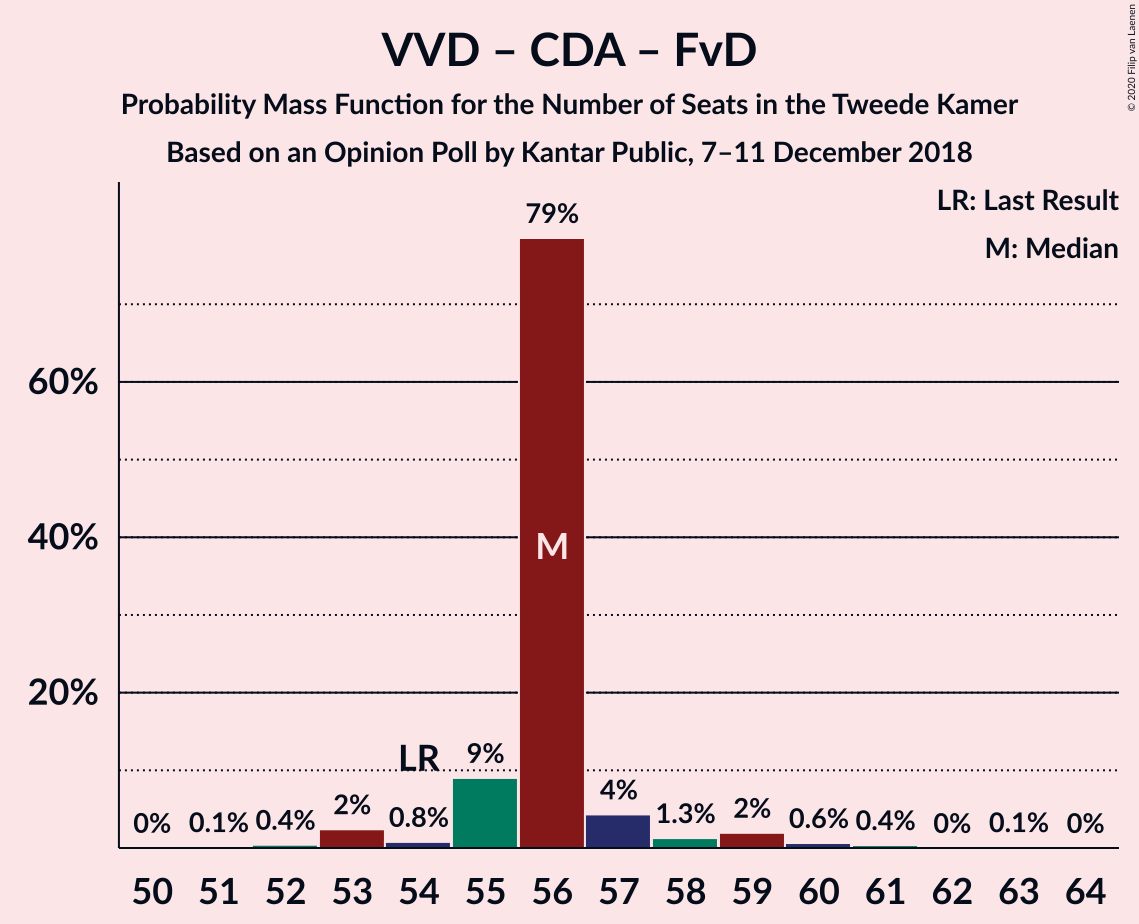 VVD – CDA – FvD
Probability Mass Function for the Number of Seats in the Tweede Kamer
Based on an Opinion Poll by Kantar Public, 7–11 December 2018
© 2020 Filip van Laenen
LR: Last Result
M: Median
79%
60%
40%
M
20%
LR
9%
0%
0.1%
0.4%
2%
0.8%
4%
1.3%
2%
0.6%
0.4%
0%
0.1%
0%
50 51 52 53 54 55 56 57 58 59 60 61 62 63 64